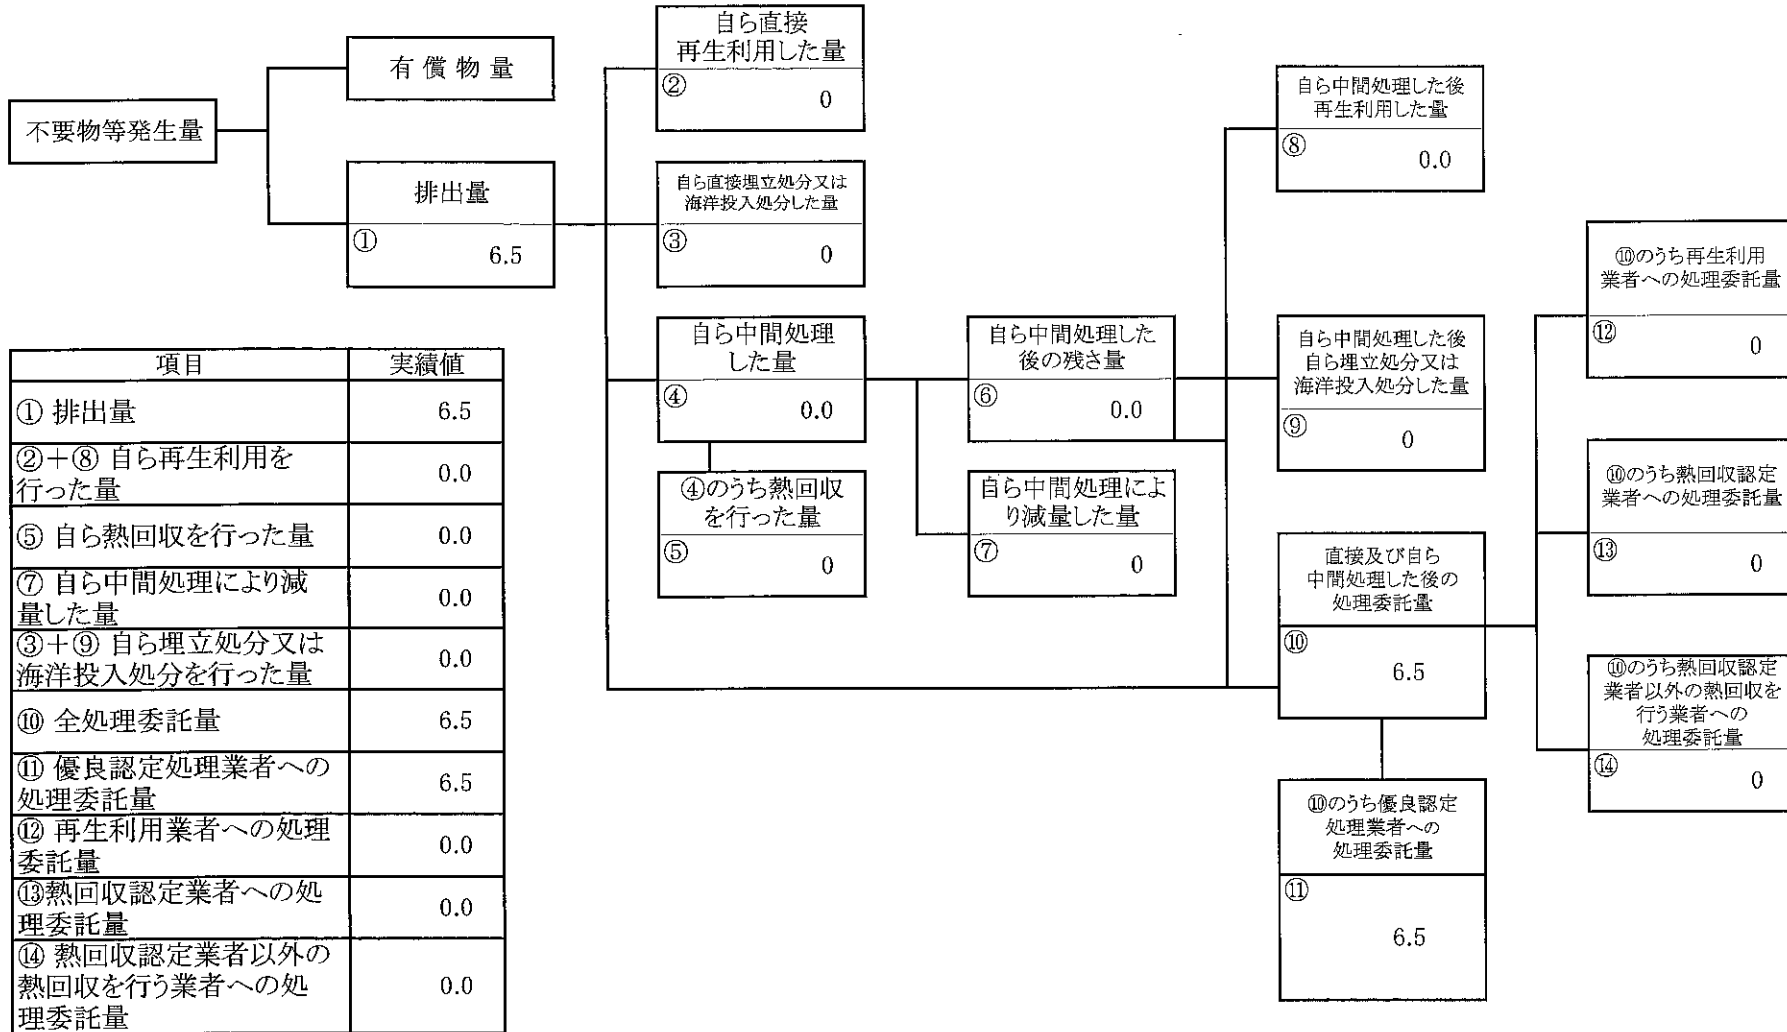 不要物等発生量
有償物量
排出量
①
6.5
自ら直接
再生利用した量
②
0
自ら直接埋立処分又は
海洋投入処分した量
③
0
自ら中間処理
した量
④
0.0
④のうち熱回収
を行った量
⑤
0
自ら中間処理した
後の残さ量
⑥
0.0
自ら中間処理によ
り減量した量
⑦
0
自ら中間処理した後
再生利用した量
⑧
0.0
自ら中間処理した後
自ら埋立処分又は
海洋投入処分した量
⑨
0
直接及び自ら
中間処理した後の
処理委託量
⑩
6.5
⑩のうち優良認定
処理業者への
処理委託量
⑪
6.5
⑩のうち再生利用
業者への処理委託量
⑫
0
⑩のうち熱回収認定
業者への処理委託量
⑬
0
⑩のうち熱回収認定
業者以外の熱回収を
行う業者への
処理委託量
⑭
0
項目 実績値
① 排出量 6.5
②+⑧ 自ら再生利用を
行った量 0.0
⑤ 自ら熱回収を行った量 0.0
⑦ 自ら中間処理により減
量した量 0.0
③+⑨ 自ら埋立処分又は
海洋投入処分を行った量 0.0
⑩ 全処理委託量 6.5
⑪ 優良認定処理業者への
処理委託量 6.5
⑫ 再生利用業者への処理
委託量 0.0
⑬熱回収認定業者への処
理委託量 0.0
⑭ 熱回収認定業者以外の
熱回収を行う業者への処
理委託量 0.0